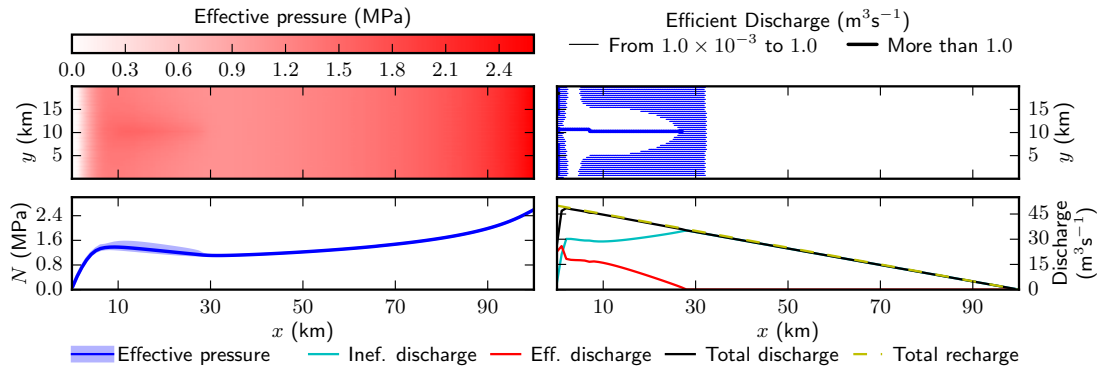 Effective pressure (MPa)
0.0 0.3 0.6 0.9 1.2 1.5 1.8 2.1 2.4
Efficient Discharge (m³s⁻¹)
From 1.0 × 10⁻³ to 1.0
More than 1.0
y (km)
15
10
5
15
10
5
y (km)
N (MPa)
2.4
1.6
0.8
0.0
10 30 50 70 90
x (km)
45
30
15
0
Discharge
(m³s⁻¹)
10 30 50 70 90
x (km)
Effective pressure
Inef. discharge
Eff. discharge
Total discharge
Total recharge